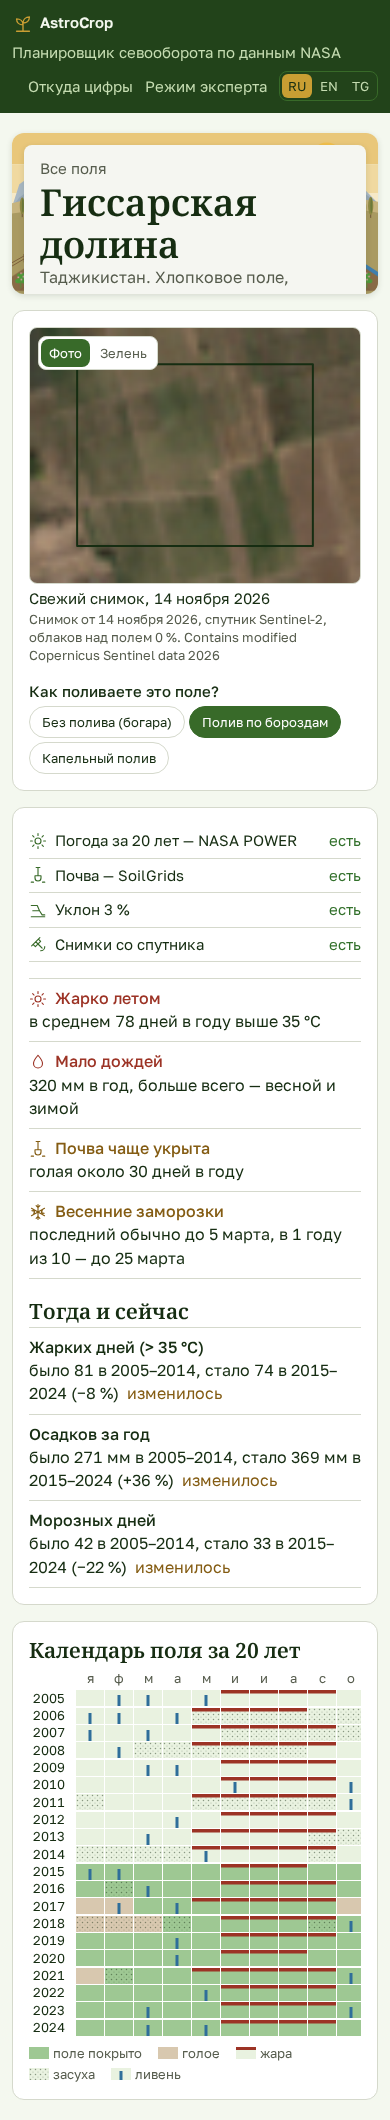 AstroCrop
Планировщик севооборота по данным NASA
Откуда цифры Режим эксперта RU EN TG
Все поля
Гиссарская
долина
Таджикистан. Хлопковое поле,
Фото Зелень
Свежий снимок, 14 ноября 2026
Снимок от 14 ноября 2026, спутник Sentinel-2,
облаков над полем 0 %. Contains modified
Copernicus Sentinel data 2026
Как поливаете это поле?
Без полива (богара) Полив по бороздам
Капельный полив
Погода за 20 лет — NASA POWER есть
Почва — SoilGrids есть
Уклон 3 % есть
Снимки со спутника есть
Жарко летом
в среднем 78 дней в году выше 35 °C
Мало дождей
320 мм в год, больше всего — весной и
зимой
Почва чаще укрыта
голая около 30 дней в году
Весенние заморозки
последний обычно до 5 марта, в 1 году
из 10 — до 25 марта
Тогда и сейчас
Жарких дней (> 35 °C)
было 81 в 2005–2014, стало 74 в 2015–
2024 (−8 %) изменилось
Осадков за год
было 271 мм в 2005–2014, стало 369 мм в
2015–2024 (+36 %) изменилось
Морозных дней
было 42 в 2005–2014, стало 33 в 2015–
2024 (−22 %) изменилось
Календарь поля за 20 лет
я ф м а м и и а с о
2005
2006
2007
2008
2009
2010
2011
2012
2013
2014
2015
2016
2017
2018
2019
2020
2021
2022
2023
2024
поле покрыто голое жара
засуха ливень